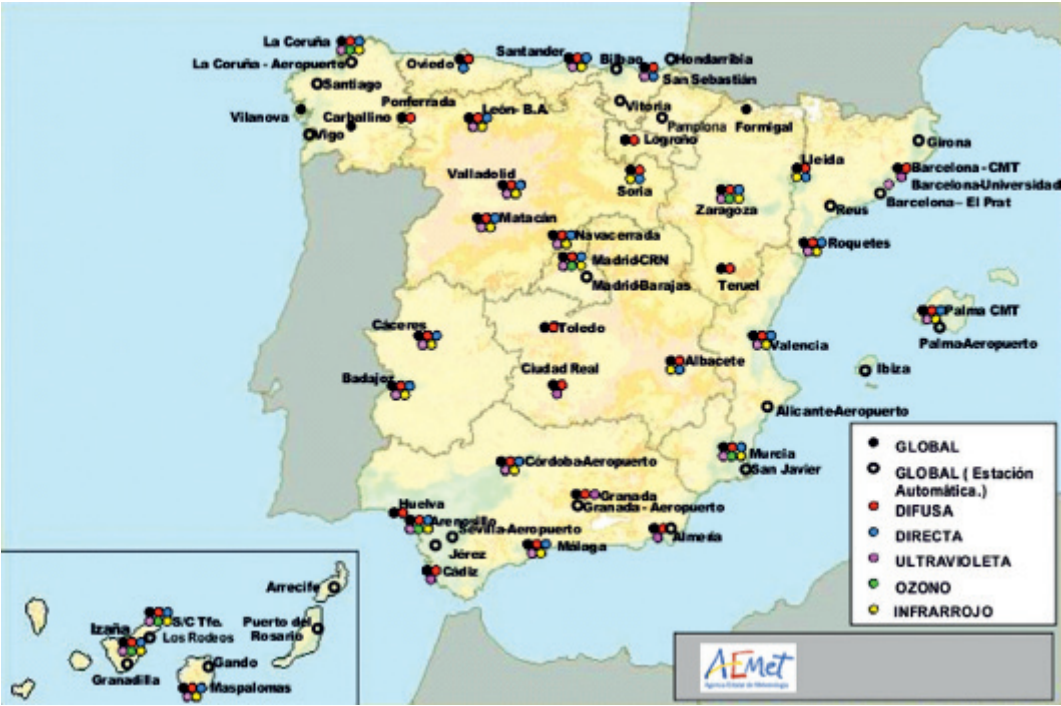 La Coruña
La Coruña - Aeropuerto
Santiago
Vilanova
Vigo
Carballino
Ponferrada
Oviedo
León- B.A.
Santander
Bilbao
Hondarribia
San Sebastián
Vitoria
Pamplona
Formigal
Logroño
Girona
Lleida
Barcelona - CMT
Barcelona-Universidad
Barcelona-- El Prat
Reus
Roquetes
Valladolid
Soria
Zaragoza
Matacán
Navacerrada
Madrid-CRN
Madrid-Barajas
Teruel
Palma CMT
Palma-Aeropuerto
Ibiza
Cáceres
Toledo
Valencia
Badajoz
Ciudad Real
Albacete
Alicante-Aeropuerto
Córdoba-Aeropuerto
Murcia
San Javier
Huelva
Arenosillo
Granada
Granada - Aeropuerto
Sevilla-Aeropuerto
Jérez
Málaga
Almería
Cádiz
Arrecife
Izaña
S/C Tfe.
Los Rodeos
Puerto del
Rosario
Granadilla
Gando
Maspalomas
GLOBAL
GLOBAL ( Estación
Automática.)
DIFUSA
DIRECTA
ULTRAVIOLETA
OZONO
INFRARROJO
AEMet
Agencia Estatal de Meteorología